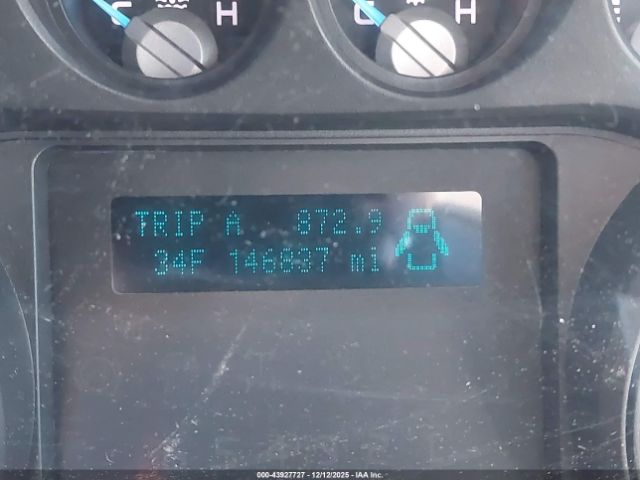 C H
C H
TRIP A 872.9
34F 146837 mi
000-43927727 - 12/12/2025 - IAA Inc.